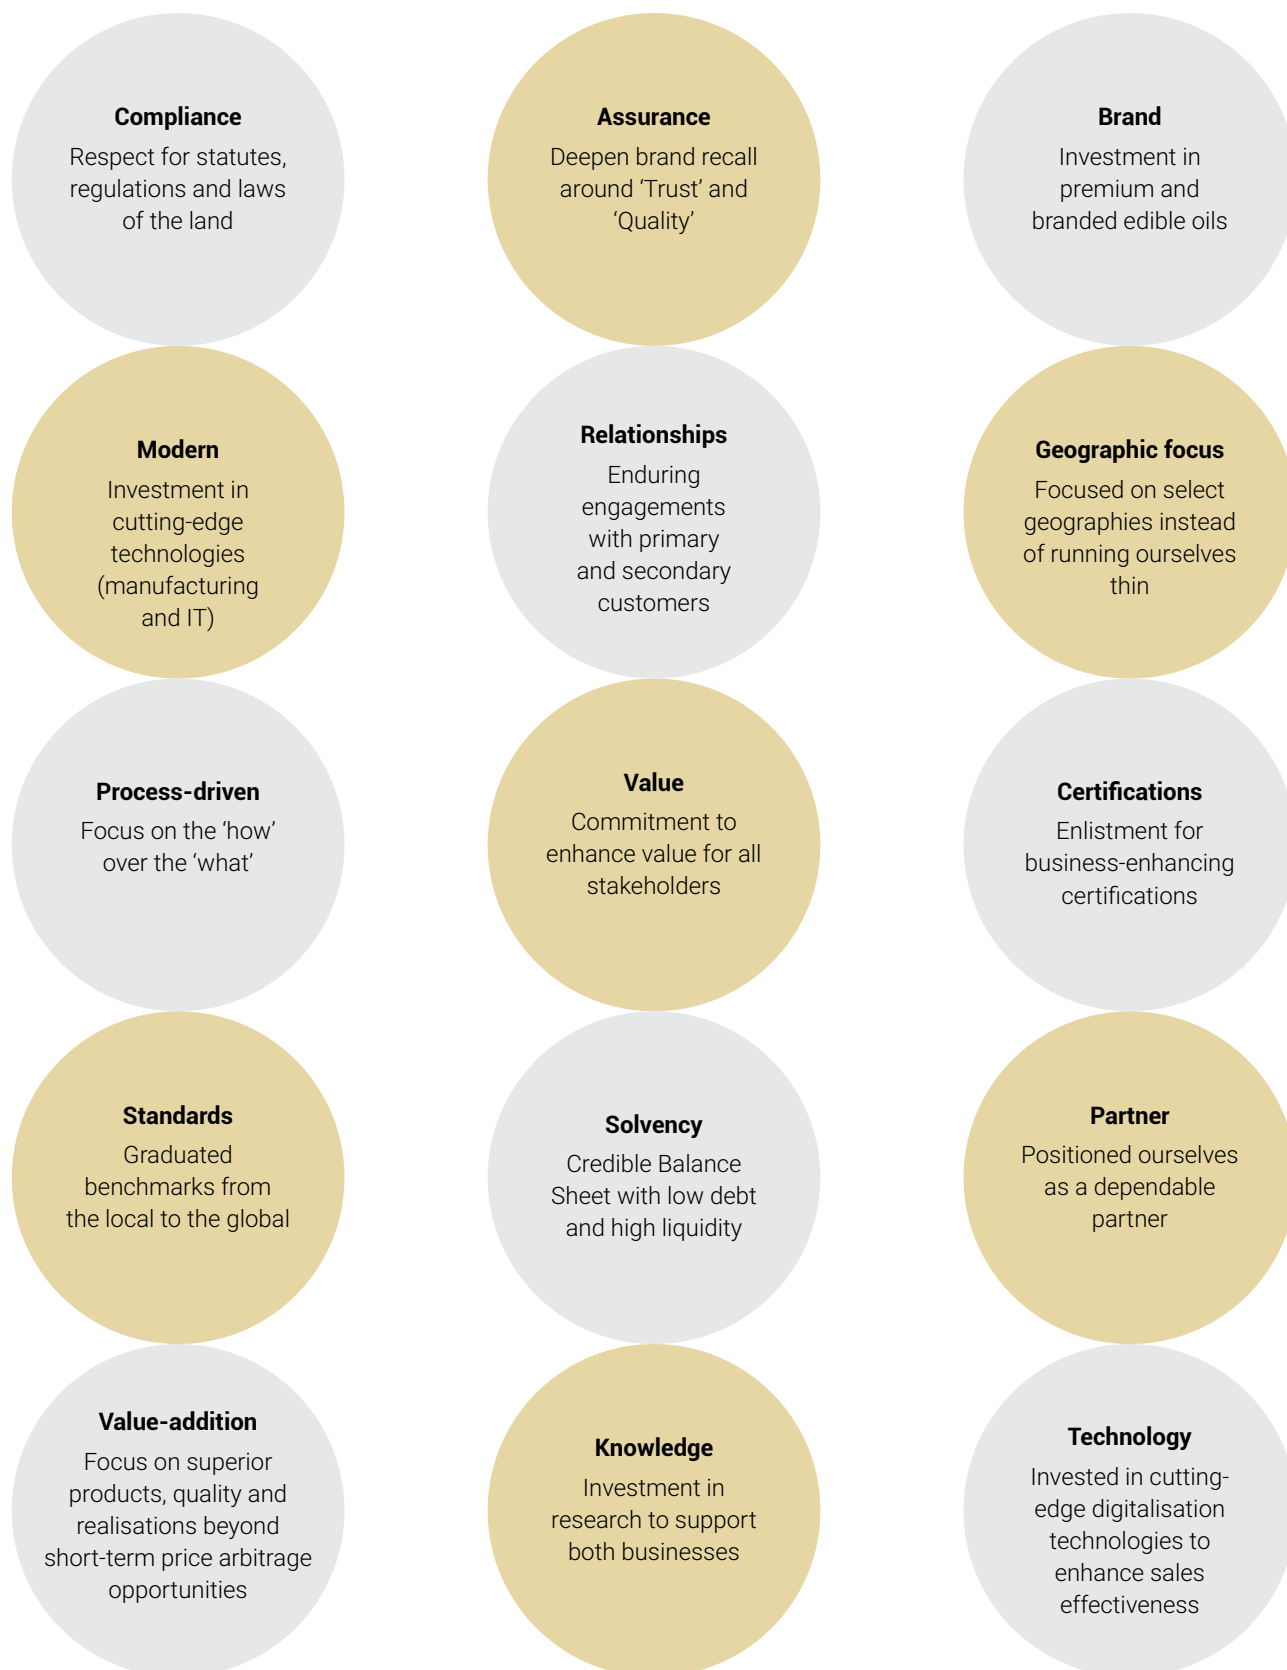 Compliance
Respect for statutes,
regulations and laws
of the land
Assurance
Deepen brand recall
around ‘Trust’ and
‘Quality’
Brand
Investment in
premium and
branded edible oils
Modern
Investment in
cutting-edge
technologies
(manufacturing
and IT)
Relationships
Enduring
engagements
with primary
and secondary
customers
Geographic focus
Focused on select
geographies instead
of running ourselves
thin
Process-driven
Focus on the ‘how’
over the ‘what’
Value
Commitment to
enhance value for all
stakeholders
Certifications
Enlistment for
business-enhancing
certifications
Standards
Graduated
benchmarks from
the local to the global
Solvency
Credible Balance
Sheet with low debt
and high liquidity
Partner
Positioned ourselves
as a dependable
partner
Value-addition
Focus on superior
products, quality and
realisations beyond
short-term price arbitrage
opportunities
Knowledge
Investment in
research to support
both businesses
Technology
Invested in cutting-
edge digitalisation
technologies to
enhance sales
effectiveness